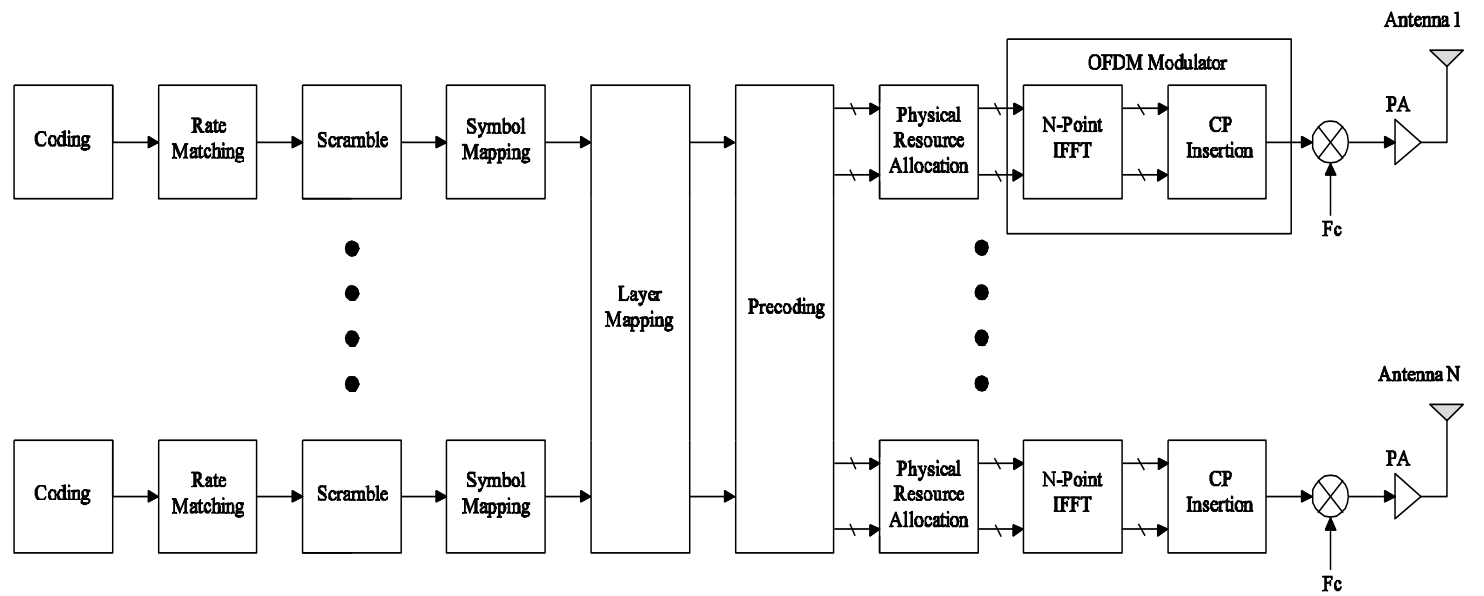 Antenna 1
OFDM Modulator
PA
Coding
Rate
Matching
Scramble
Symbol
Mapping
Physical
Resource
Allocation
N-Point
IFFT
CP
Insertion
Fc
Layer
Mapping
Precoding
Antenna N
PA
Coding
Rate
Matching
Scramble
Symbol
Mapping
Physical
Resource
Allocation
N-Point
IFFT
CP
Insertion
Fc